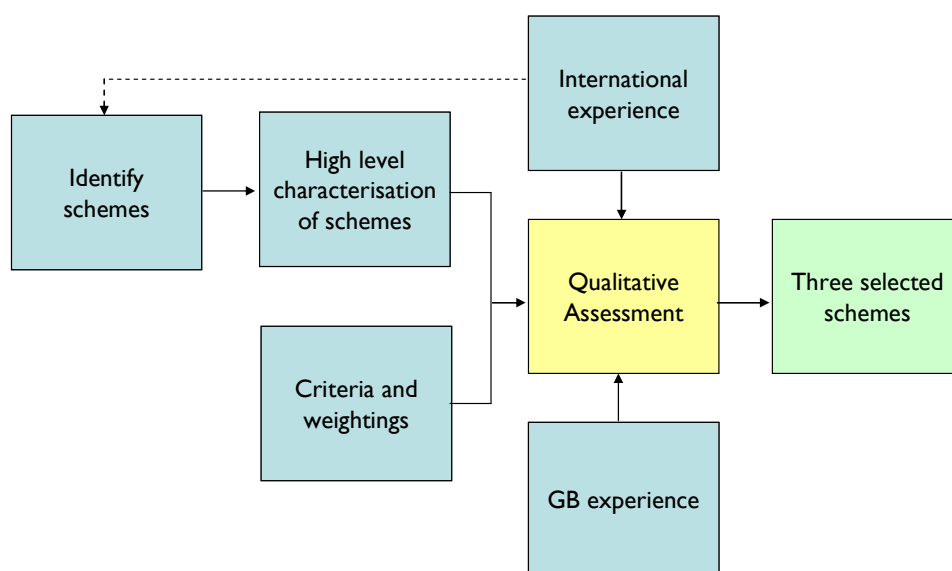 International
experience
Identify
schemes
High level
characterisation
of schemes
Qualitative
Assessment
Three selected
schemes
Criteria and
weightings
GB experience